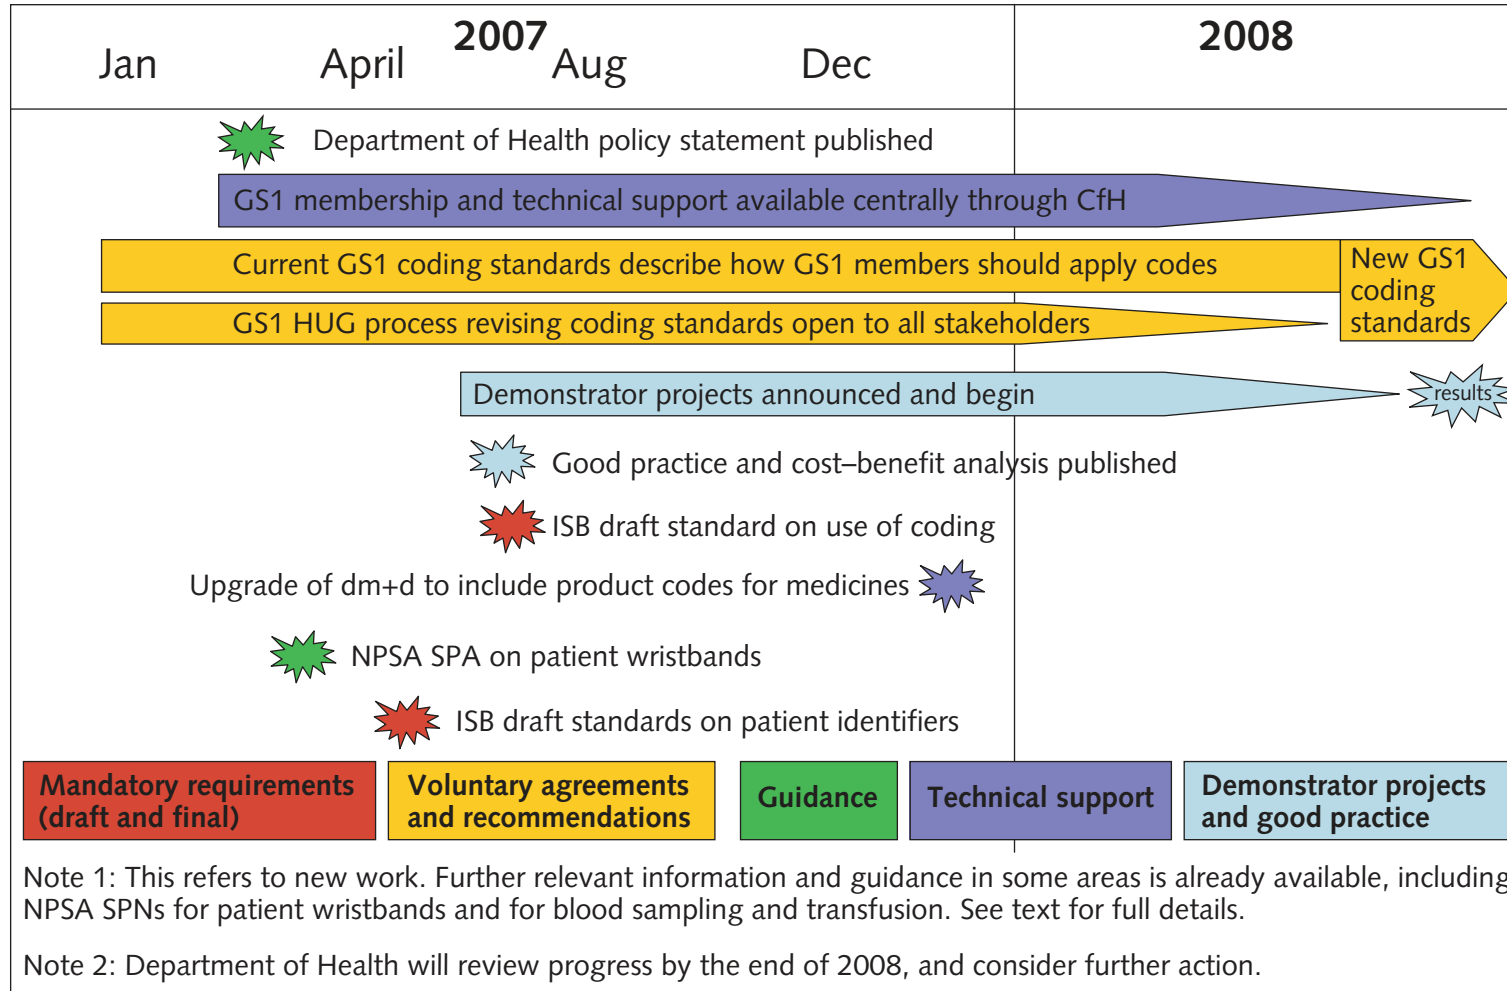 2007
2008
Jan
April
Aug
Dec
Department of Health policy statement published
GS1 membership and technical support available centrally through CfH
Current GS1 coding standards describe how GS1 members should apply codes
New GS1
coding
standards
GS1 HUG process revising coding standards open to all stakeholders
Demonstrator projects announced and begin
results
Good practice and cost–benefit analysis published
ISB draft standard on use of coding
Upgrade of dm+d to include product codes for medicines
NPSA SPA on patient wristbands
ISB draft standards on patient identifiers
Mandatory requirements
(draft and final)
Voluntary agreements
and recommendations
Guidance
Technical support
Demonstrator projects
and good practice
Note 1: This refers to new work. Further relevant information and guidance in some areas is already available, including
NPSA SPNs for patient wristbands and for blood sampling and transfusion. See text for full details.
Note 2: Department of Health will review progress by the end of 2008, and consider further action.